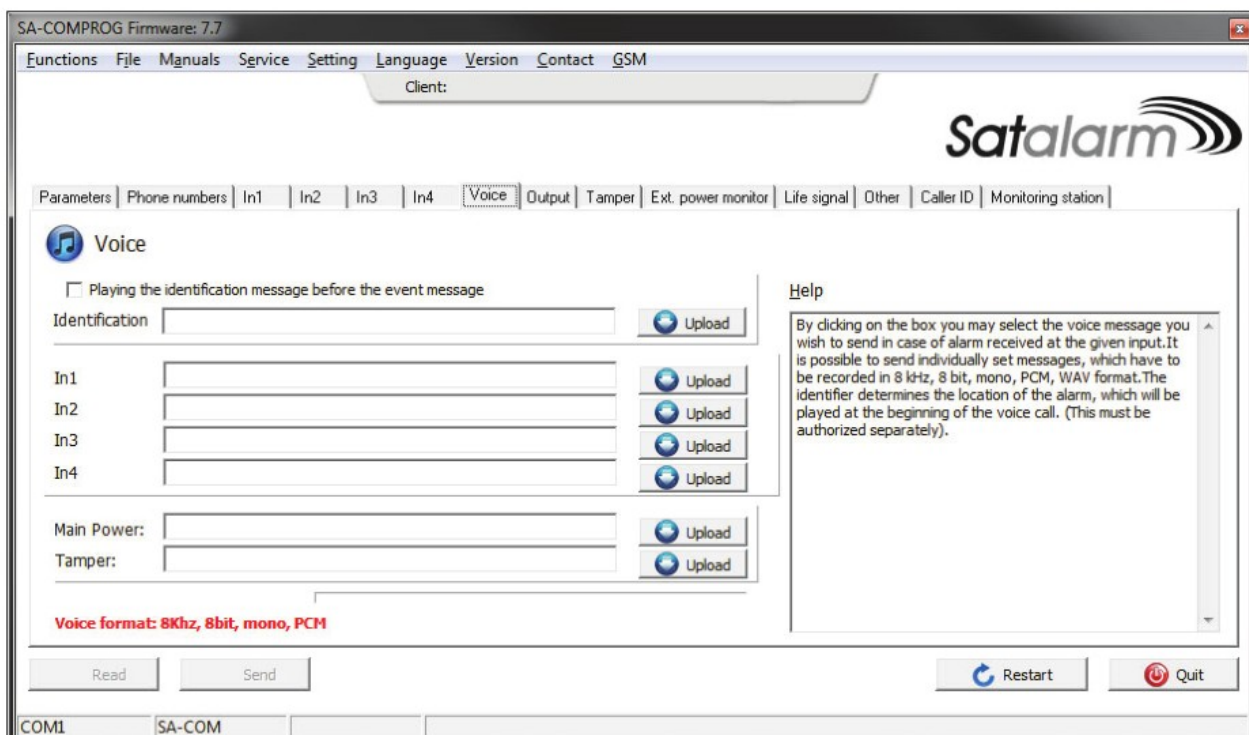 SA-COMPROG Firmware: 7.7
Functions File Manuals Service Setting Language Version Contact GSM
Client:
Satalarm
Parameters Phone numbers In1 In2 In3 In4 Voice Output Tamper Ext. power monitor Life signal Other Caller ID Monitoring station
Voice
Playing the identification message before the event message
Identification Upload
In1 Upload
In2 Upload
In3 Upload
In4 Upload
Main Power: Upload
Tamper: Upload
Voice format: 8Khz, 8bit, mono, PCM
Help
By clicking on the box you may select the voice message you
wish to send in case of alarm received at the given input.It
is possible to send individually set messages, which have to
be recorded in 8 kHz, 8 bit, mono, PCM, WAV format.The
identifier determines the location of the alarm, which will be
played at the beginning of the voice call. (This must be
authorized separately).
Read Send Restart Quit
COM1 SA-COM